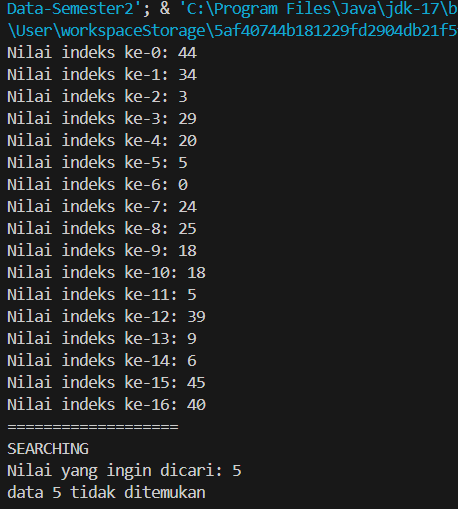 Data-Semester2'; & 'C:\Program Files\Java\jdk-17\b
\User\workspaceStorage\5af40744b181229fd2904db21f5
Nilai indeks ke-0: 44
Nilai indeks ke-1: 34
Nilai indeks ke-2: 3
Nilai indeks ke-3: 29
Nilai indeks ke-4: 20
Nilai indeks ke-5: 5
Nilai indeks ke-6: 0
Nilai indeks ke-7: 24
Nilai indeks ke-8: 25
Nilai indeks ke-9: 18
Nilai indeks ke-10: 18
Nilai indeks ke-11: 5
Nilai indeks ke-12: 39
Nilai indeks ke-13: 9
Nilai indeks ke-14: 6
Nilai indeks ke-15: 45
Nilai indeks ke-16: 40
===================
SEARCHING
Nilai yang ingin dicari: 5
data 5 tidak ditemukan